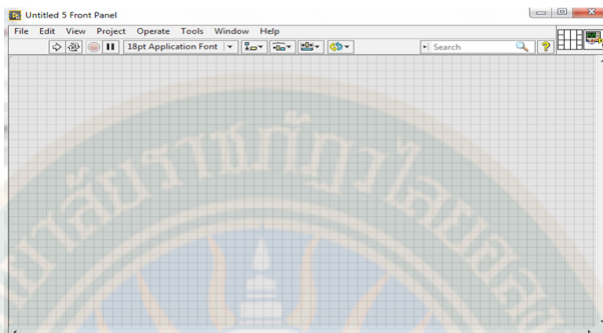 Untitled 5 Front Panel
File Edit View Project Operate Tools Window Help
18pt Application Font
Search